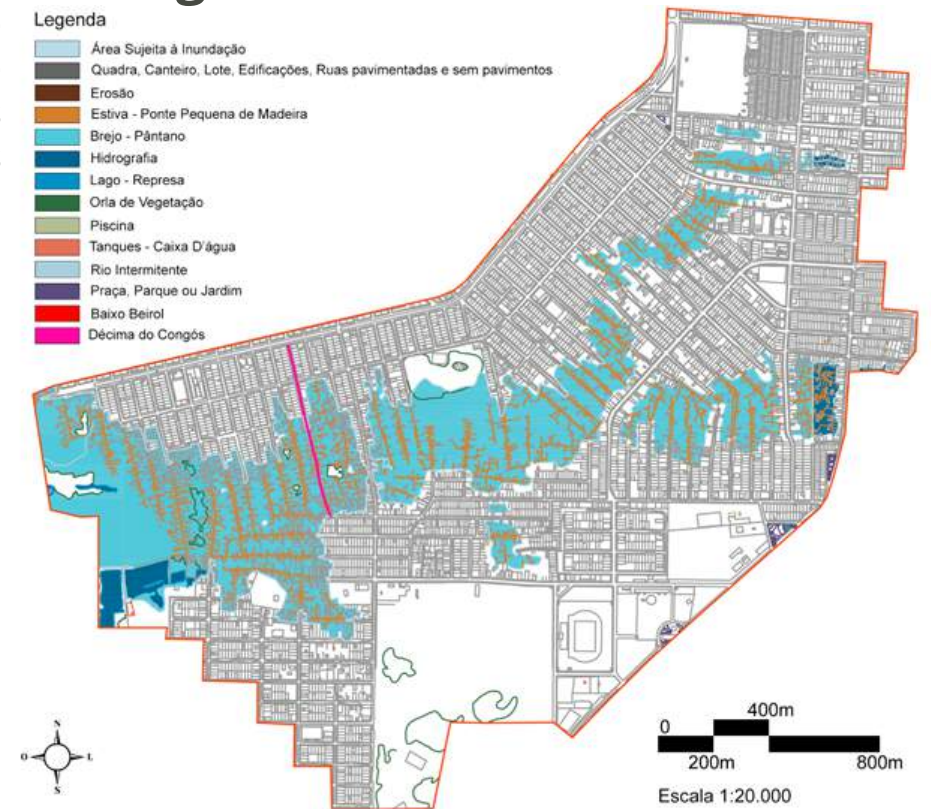 Legenda
Área Sujeita à Inundação
Quadra, Canteiro, Lote, Edificações, Ruas pavimentadas e sem pavimentos
Erosão
Estiva - Ponte Pequena de Madeira
Brejo - Pântano
Hidrografia
Lago - Represa
Orla de Vegetação
Piscina
Tanques - Caixa D'água
Rio Intermitente
Praça, Parque ou Jardim
Baixo Beirol
Décima do Congós
N
O L
S
400m
0
200m 800m
Escala 1:20.000